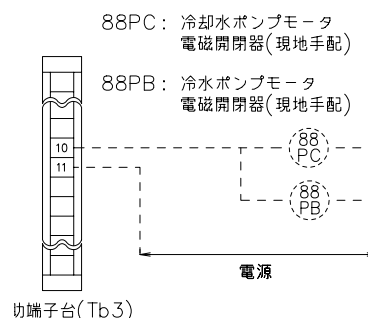 88PC: 冷却水ポンプモータ
電磁開閉器(現地手配)
88PB: 冷水ポンプモータ
電磁開閉器(現地手配)
10
11
88
PC
88
PB
電源
端子台(Tb3)